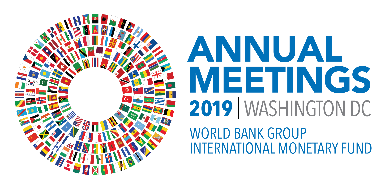 ANNUAL
MEETINGS
2019 | WASHINGTON DC
WORLD BANK GROUP
INTERNATIONAL MONETARY FUND